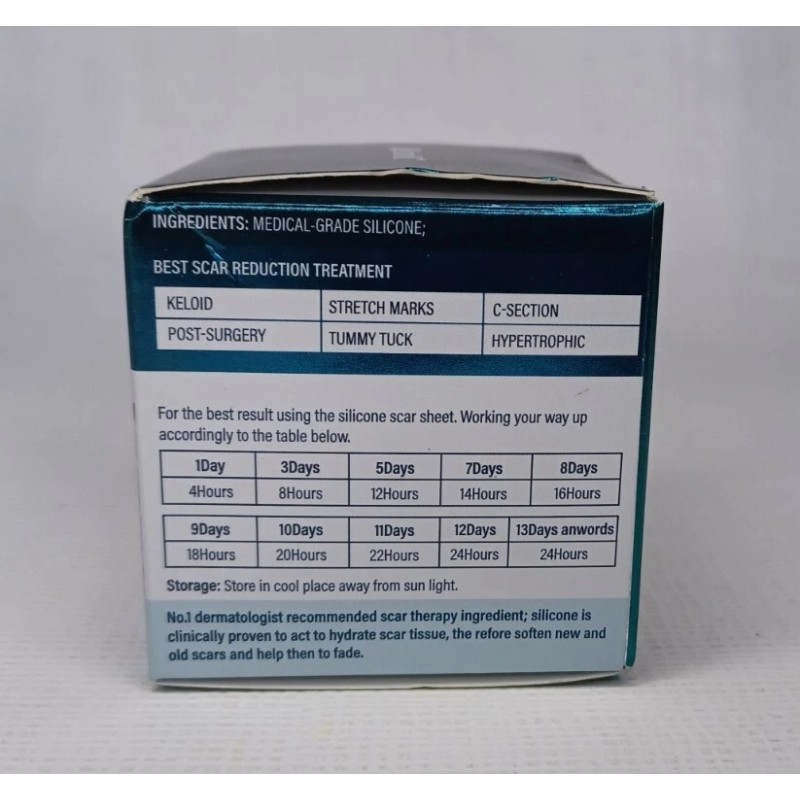 INGREDIENTS: MEDICAL-GRADE SILICONE;
BEST SCAR REDUCTION TREATMENT
KELOID STRETCH MARKS C-SECTION
POST-SURGERY TUMMY TUCK HYPERTROPHIC
For the best result using the silicone scar sheet. Working your way up
accordingly to the table below.
1Day 3Days 5Days 7Days 8Days
4Hours 8Hours 12Hours 14Hours 16Hours
9Days 10Days 11Days 12Days 13Days anwords
18Hours 20Hours 22Hours 24Hours 24Hours
Storage: Store in cool place away from sun light.
No.1 dermatologist recommended scar therapy ingredient; silicone is
clinically proven to act to hydrate scar tissue, the refore soften new and
old scars and help then to fade.